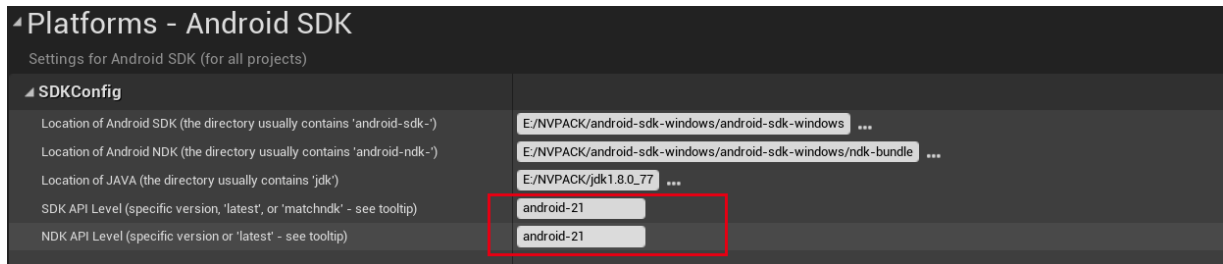 Platforms - Android SDK
Settings for Android SDK (for all projects)
SDKConfig
Location of Android SDK (the directory usually contains 'android-sdk-') E:/NVPACK/android-sdk-windows/android-sdk-windows ...
Location of Android NDK (the directory usually contains 'android-ndk-') E:/NVPACK/android-sdk-windows/android-sdk-windows/ndk-bundle ...
Location of JAVA (the directory usually contains 'jdk') E:/NVPACK/jdk1.8.0_77 ...
SDK API Level (specific version, 'latest', or 'matchndk' - see tooltip) android-21
NDK API Level (specific version or 'latest' - see tooltip) android-21